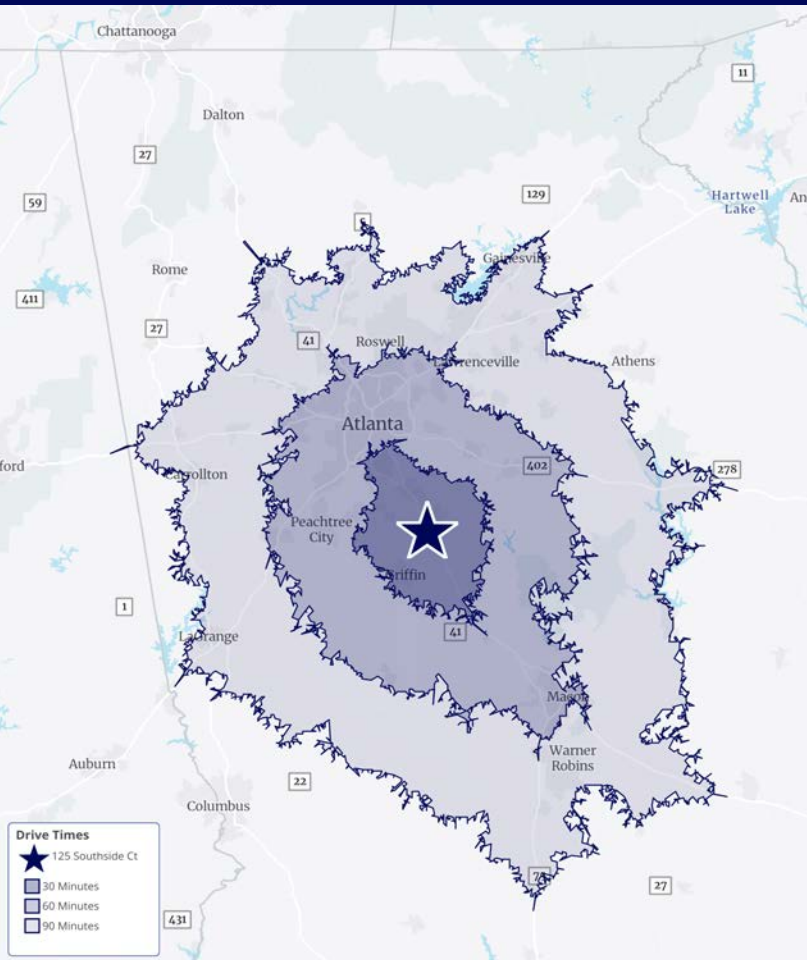 Chattanooga
11
Dalton
27
59
129
Hartwell
Lake
An
Gainesville
Rome
411
27
41
Roswell
Lawrenceville
Athens
Atlanta
ford
402
278
Carrollton
Peachtree
City
Griffin
1
41
LaGrange
Macon
Warner
Robins
Auburn
22
Columbus
27
431
Drive Times
125 Southside Ct
30 Minutes
60 Minutes
90 Minutes